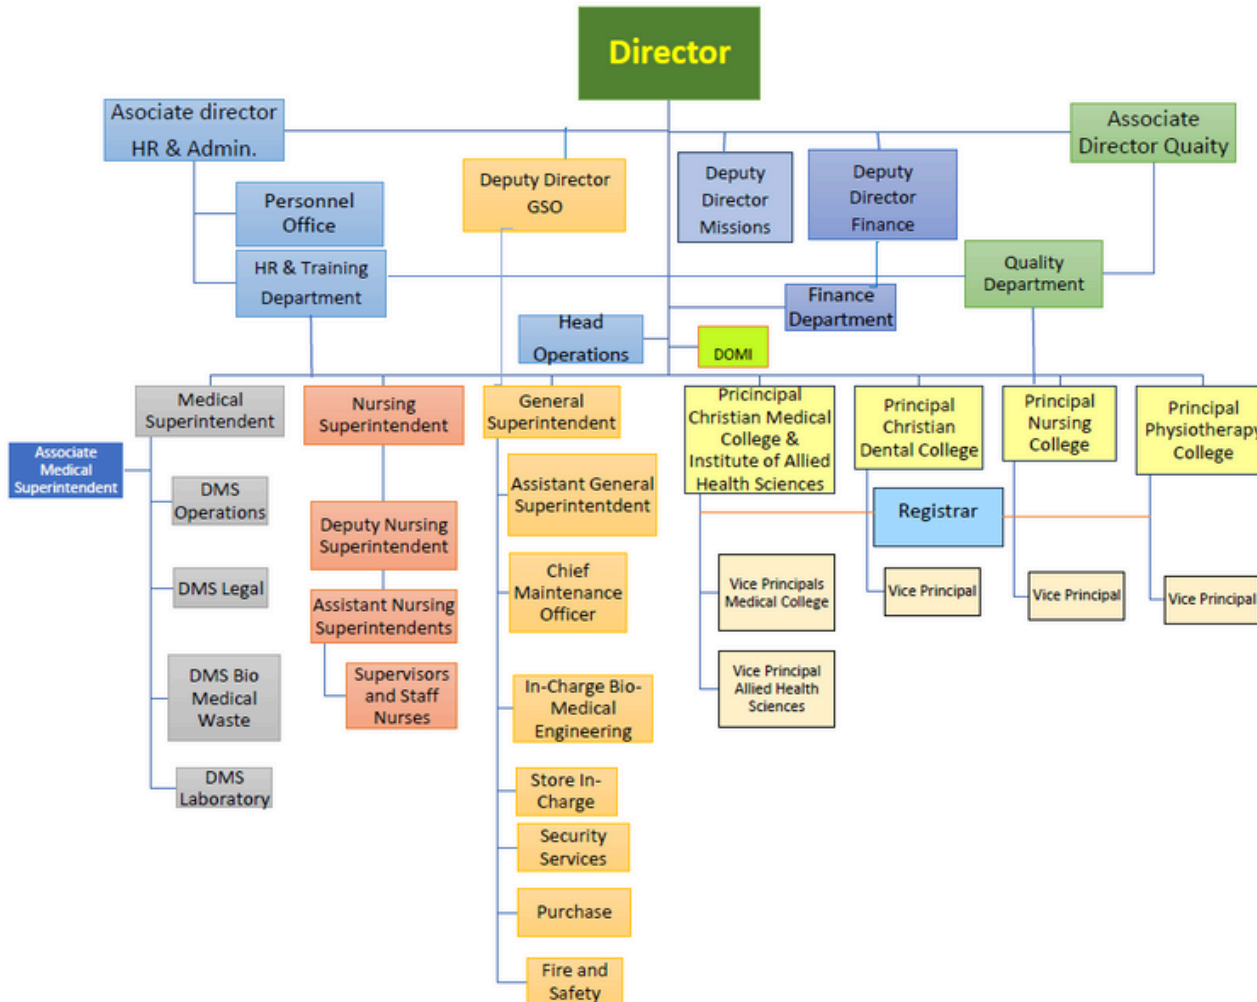 Director
Asociate director
HR & Admin.
Associate
Director Quaity
Deputy Director
GSO
Deputy
Director
Missions
Deputy
Director
Finance
Personnel
Office
HR & Training
Department
Quality
Department
Finance
Department
Head
Operations
DOMI
Medical
Superintendent
Nursing
Superintendent
General
Superintendent
Pricincipal
Christian Medical
College &
Institute of Allied
Health Sciences
Principal
Christian
Dental College
Principal
Nursing
College
Principal
Physiotherapy
College
Associate
Medical
Superintendent
DMS
Operations
DMS Legal
DMS Bio
Medical
Waste
DMS
Laboratory
Deputy Nursing
Superintendent
Assistant Nursing
Superintendents
Supervisors
and Staff
Nurses
Assistant General
Superintentdent
Chief
Maintenance
Officer
In-Charge Bio-
Medical
Engineering
Store In-
Charge
Security
Services
Purchase
Fire and
Safety
Registrar
Vice Principals
Medical College
Vice Principal
Allied Health
Sciences
Vice Principal
Vice Principal
Vice Principal